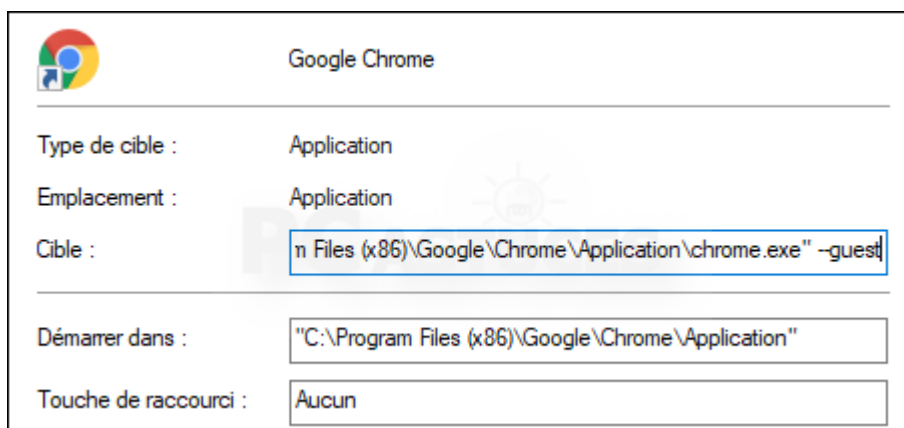 Google Chrome
Type de cible : Application
Emplacement : Application
Cible : n Files (x86)\Google\Chrome\Application\chrome.exe" --guest
Démarrer dans : "C:\Program Files (x86)\Google\Chrome\Application"
Touche de raccourci : Aucun